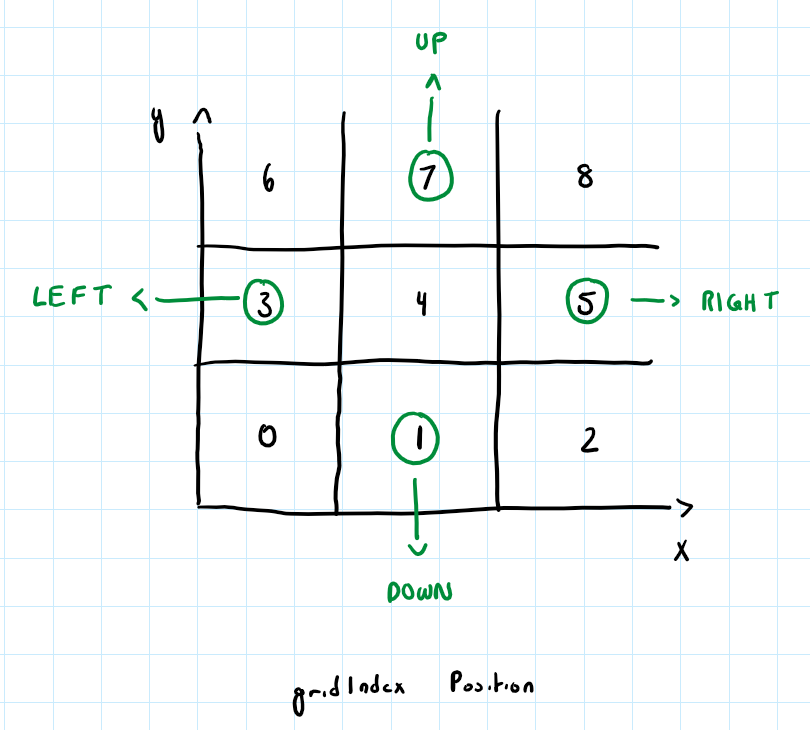 UP
y
6 7 8
LEFT 3 4 5 RIGHT
0 1 2
x
DOWN
gridIndex Position